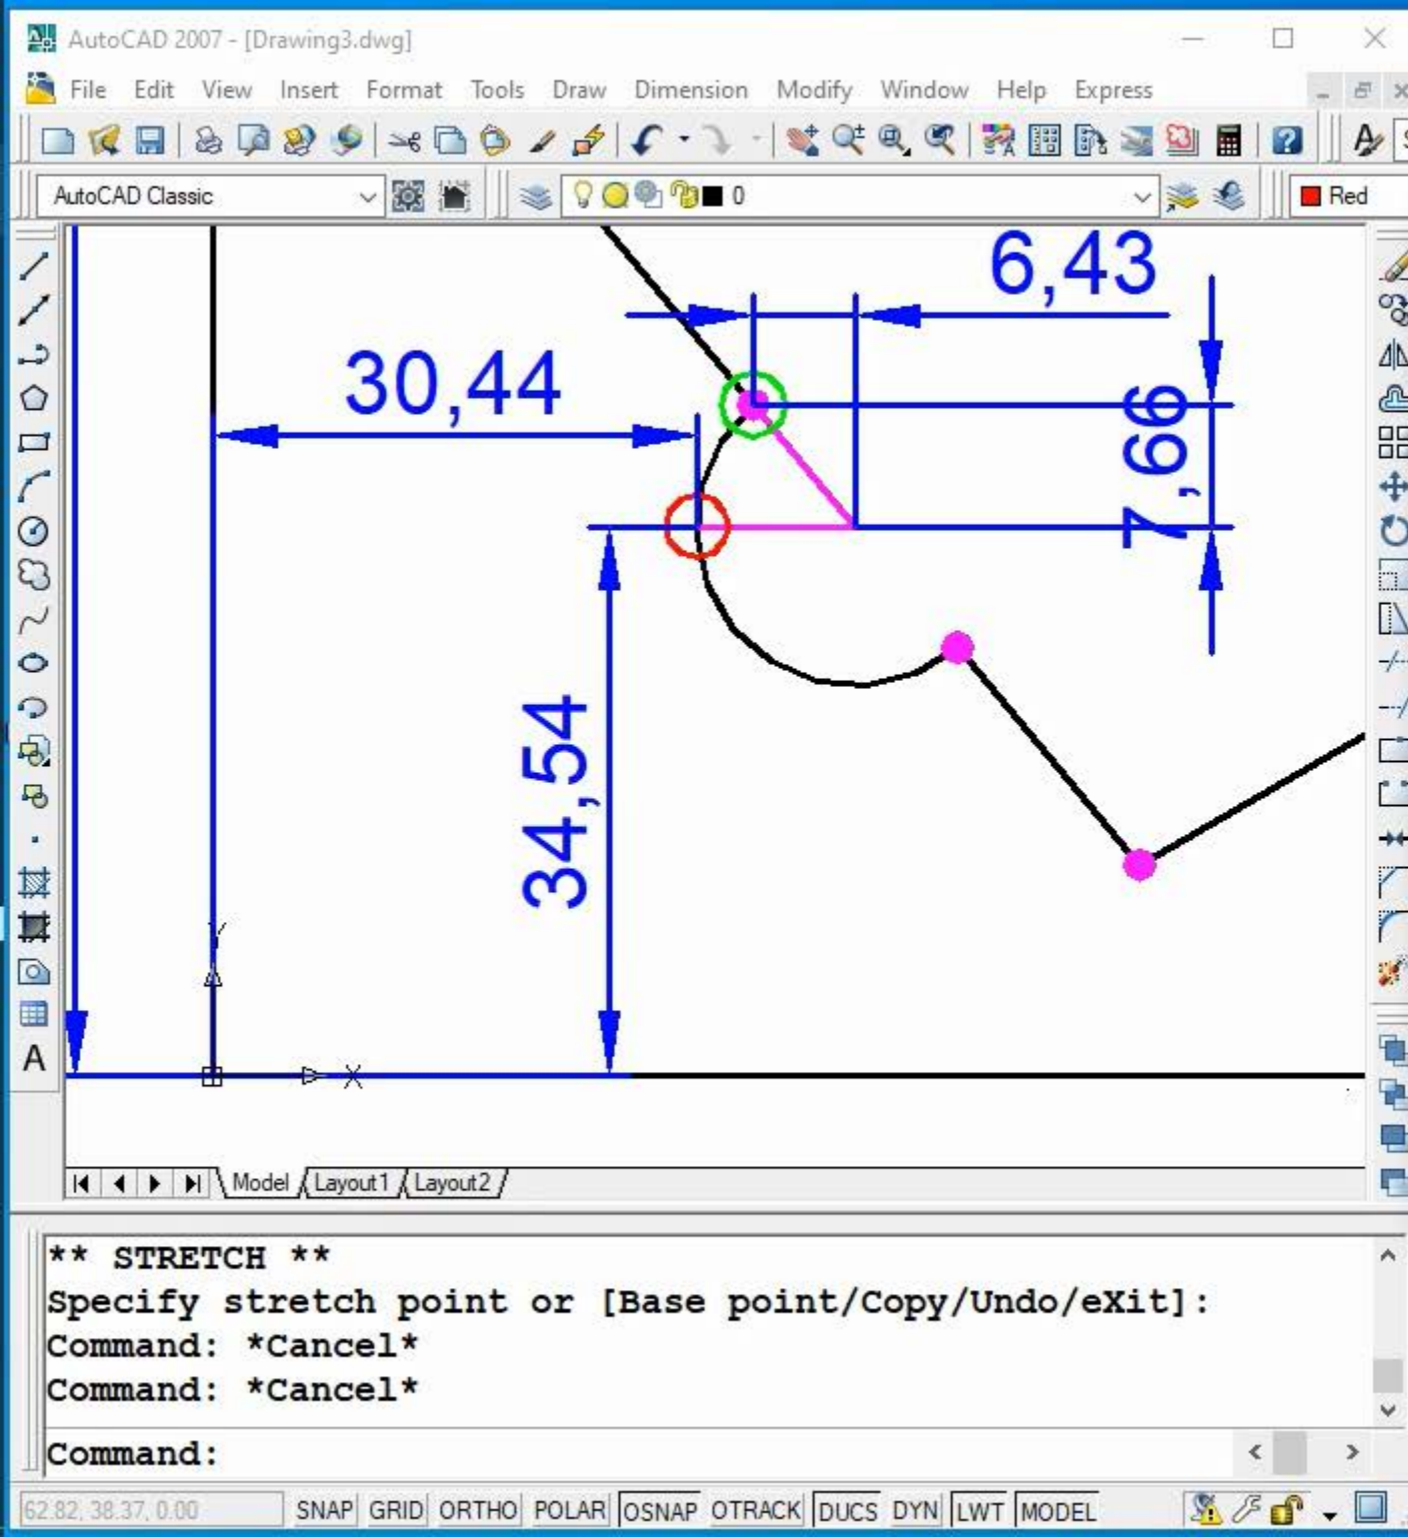 AutoCAD 2007 - [Drawing3.dwg]
File Edit View Insert Format Tools Draw Dimension Modify Window Help Express
AutoCAD Classic 0 Red
6,43
30,44
7,66
34,54
Y
X
A
Model Layout1 Layout2
** STRETCH **
Specify stretch point or [Base point/Copy/Undo/eXit]:
Command: *Cancel*
Command: *Cancel*
Command:
62.82, 38.37, 0.00 SNAP GRID ORTHO POLAR OSNAP OTRACK DUCS DYN LWT MODEL